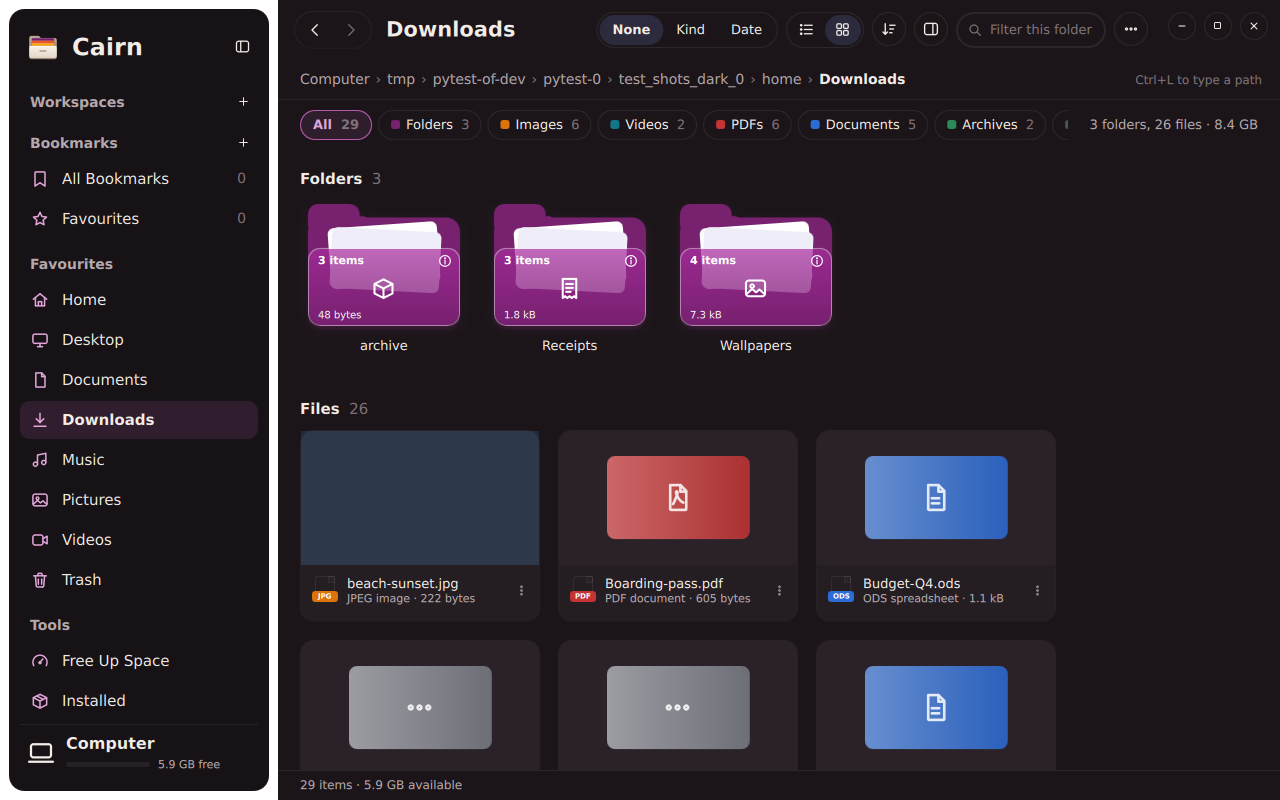 Cairn
Workspaces
Bookmarks
All Bookmarks 0
Favourites 0
Favourites
Home
Desktop
Documents
Downloads
Music
Pictures
Videos
Trash
Tools
Free Up Space
Installed
Computer
5.9 GB free
Downloads
None Kind Date
Filter this folder
Computer › tmp › pytest-of-dev › pytest-0 › test_shots_dark_0 › home › Downloads
Ctrl+L to type a path
All 29 Folders 3 Images 6 Videos 2 PDFs 6 Documents 5 Archives 2
3 folders, 26 files · 8.4 GB
Folders 3
3 items
48 bytes
archive
3 items
1.8 kB
Receipts
4 items
7.3 kB
Wallpapers
Files 26
JPG
beach-sunset.jpg
JPEG image · 222 bytes
PDF
Boarding-pass.pdf
PDF document · 605 bytes
ODS
Budget-Q4.ods
ODS spreadsheet · 1.1 kB
29 items · 5.9 GB available